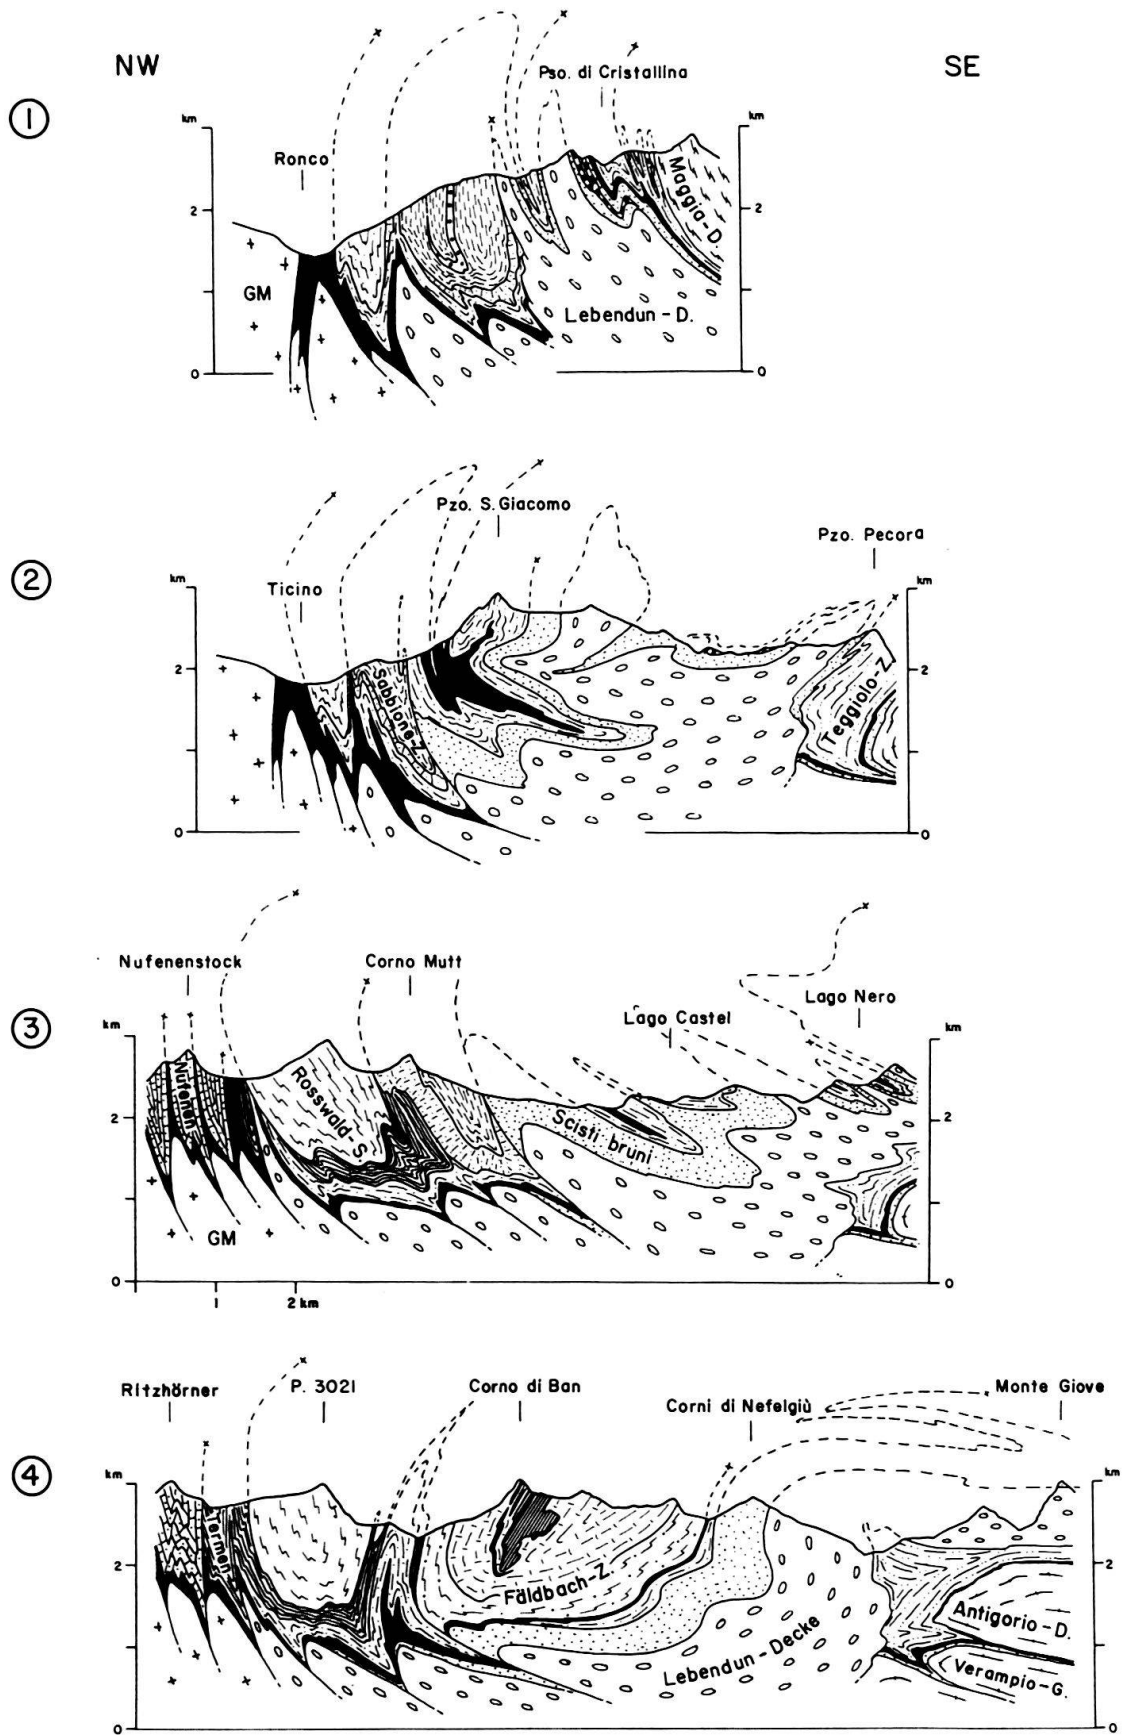 NW SE
1
Pso. di Cristallina
km km
Ronco
Maggia-D.
2 2
GM
Lebendun-D.
0 0
Pzo. S. Giacomo
Pzo. Pecora
2
km km
Ticino
2 2
Sabbione-Z.
Teggiolo-Z.
0 0
Nufenenstock Corno Mutt
Lago Nero
Lago Castel
3
km km
Nufenen
Rosswald-S.
2 2
Scisti bruni
GM
0 0
1 2 km
Ritzhörner P. 3021 Corno di Ban Monte Giove
Corni di Nefelgiù
4
km km
Termen
2 2
Fäldbach-Z.
Antigorio-D.
Lebendun-Decke
Verampio-G.
0 0